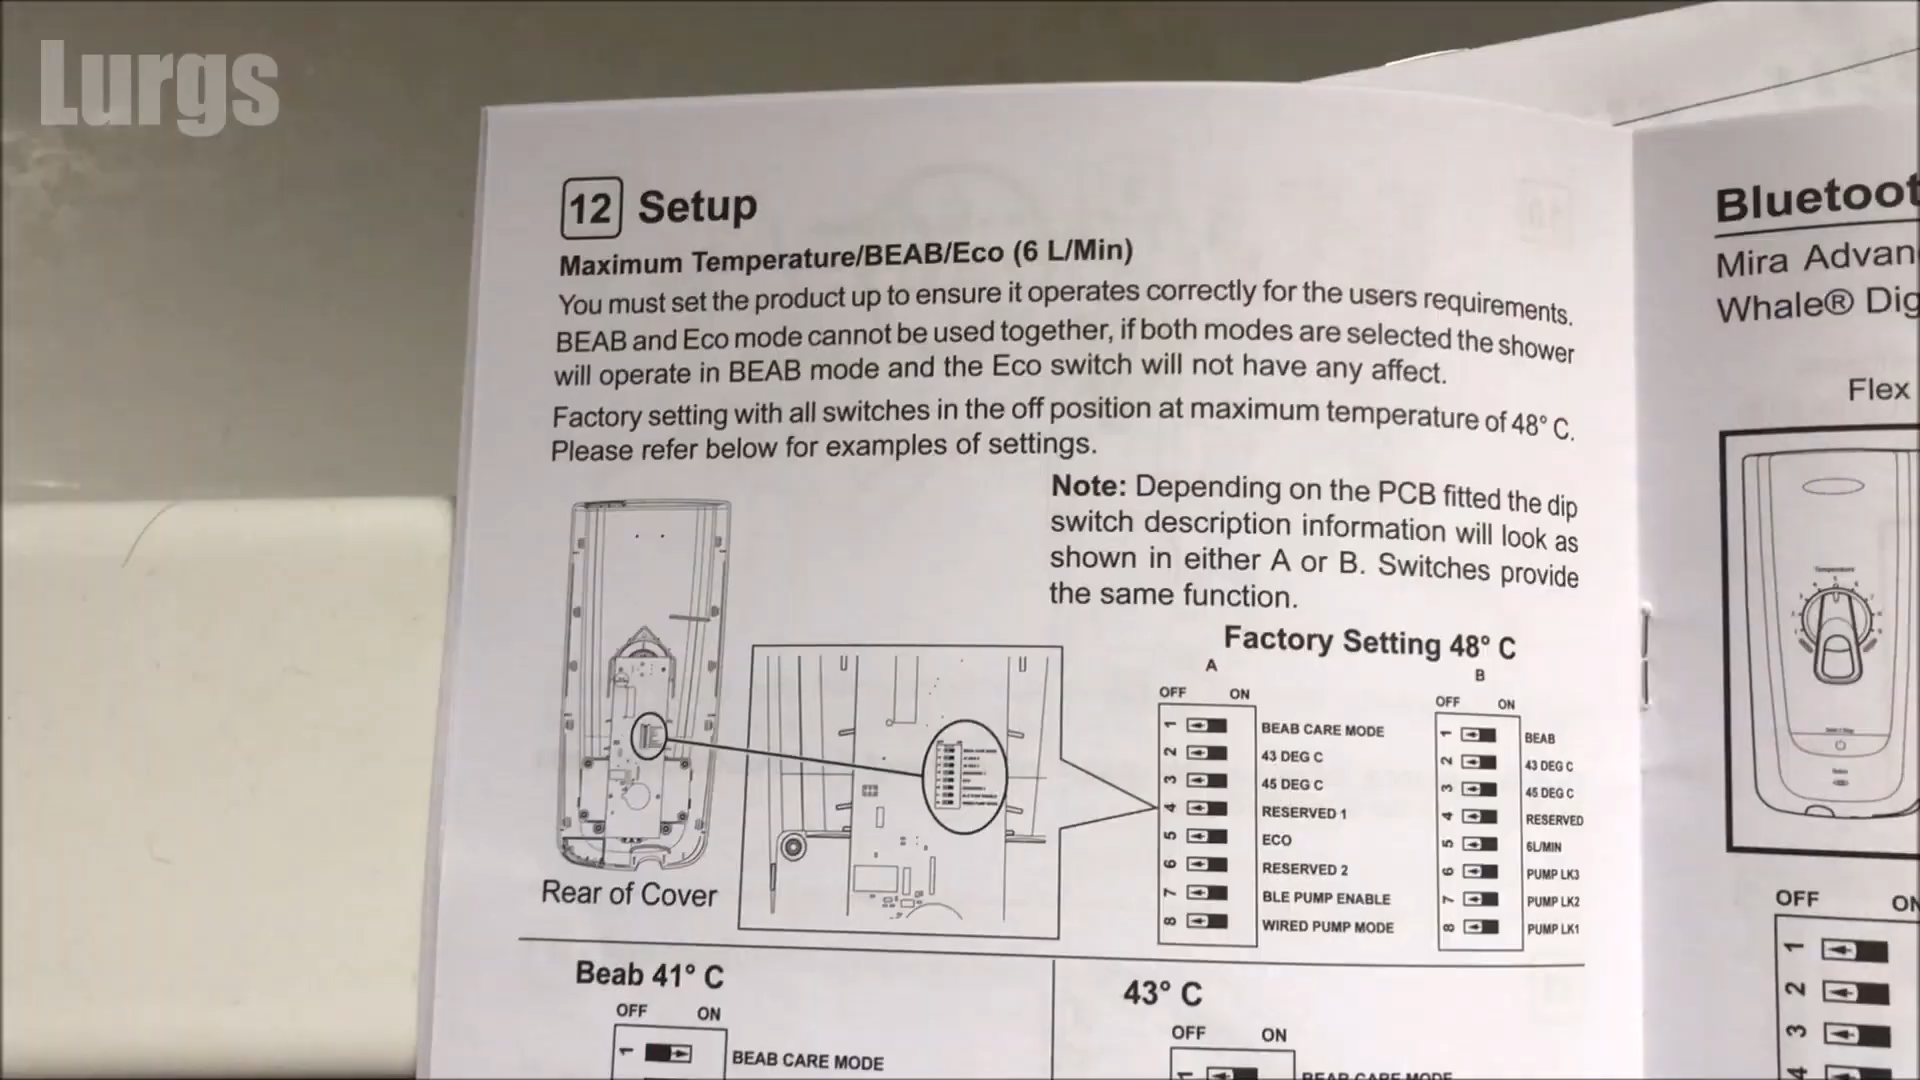 Lurgs
12 Setup
Maximum Temperature/BEAB/Eco (6 L/Min)
You must set the product up to ensure it operates correctly for the users requirements.
BEAB and Eco mode cannot be used together, if both modes are selected the shower
will operate in BEAB mode and the Eco switch will not have any affect.
Factory setting with all switches in the off position at maximum temperature of 48° C.
Please refer below for examples of settings.
Note: Depending on the PCB fitted the dip
switch description information will look as
shown in either A or B. Switches provide
the same function.
Rear of Cover
Factory Setting 48° C
A
OFF ON
1 BEAB CARE MODE
2 43 DEG C
3 45 DEG C
4 RESERVED 1
5 ECO
6 RESERVED 2
7 BLE PUMP ENABLE
8 WIRED PUMP MODE
B
OFF ON
1 BEAB
2 43 DEG C
3 45 DEG C
4 RESERVED
5 6L/MIN
6 PUMP LK3
7 PUMP LK2
8 PUMP LK1
Beab 41° C
OFF ON
1 BEAB CARE MODE
43° C
OFF ON
1 BEAB CARE MODE
Bluetoot
Mira Advan
Whale® Dig
Flex
Temperature
OFF ON
1
2
3
4